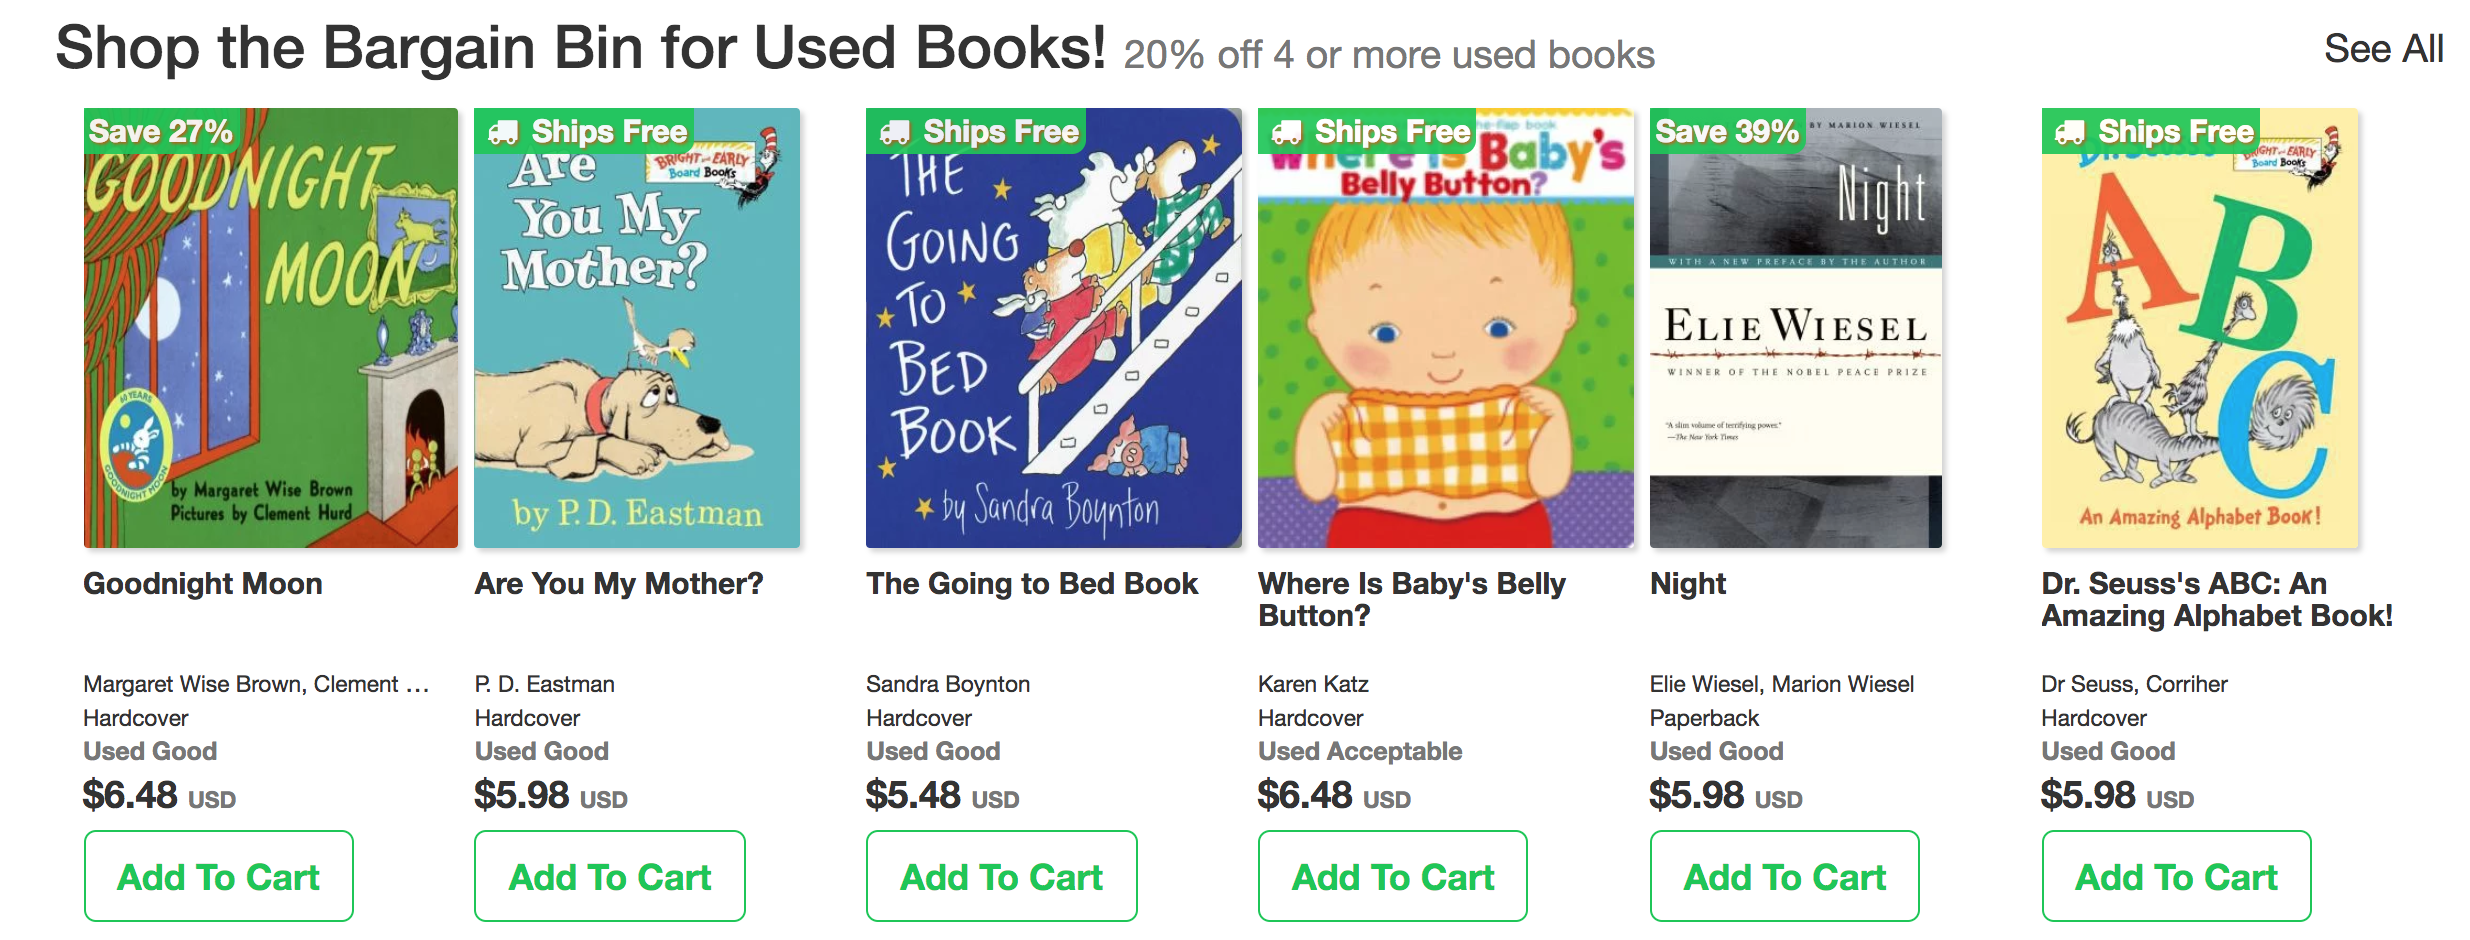 Shop the Bargain Bin for Used Books! 20% off 4 or more used books
See All
Save 27%
GOODNIGHT
MOON
60 YEARS
GOODNIGHT MOON
by Margaret Wise Brown
Pictures by Clement Hurd
Goodnight Moon
Margaret Wise Brown, Clement …
Hardcover
Used Good
$6.48 USD
Add To Cart
Ships Free
BRIGHT and EARLY
Board Books
Are
You My
Mother?
by P. D. Eastman
Are You My Mother?
P. D. Eastman
Hardcover
Used Good
$5.98 USD
Add To Cart
Ships Free
THE
GOING
TO
BED
BOOK
by Sandra Boynton
The Going to Bed Book
Sandra Boynton
Hardcover
Used Good
$5.48 USD
Add To Cart
Ships Free
book
Where is Baby's
Belly Button?
Where Is Baby's Belly
Button?
Karen Katz
Hardcover
Used Acceptable
$6.48 USD
Add To Cart
Save 39%
BY MARION WIESEL
Night
WITH A NEW PREFACE BY THE AUTHOR
ELIE WIESEL
WINNER OF THE NOBEL PEACE PRIZE
"A slim volume of terrifying power."
—The New York Times
Night
Elie Wiesel, Marion Wiesel
Paperback
Used Good
$5.98 USD
Add To Cart
Ships Free
Dr. Seuss's
BRIGHT and EARLY
Board Books
A
B
C
An Amazing Alphabet Book!
Dr. Seuss's ABC: An
Amazing Alphabet Book!
Dr Seuss, Corriher
Hardcover
Used Good
$5.98 USD
Add To Cart